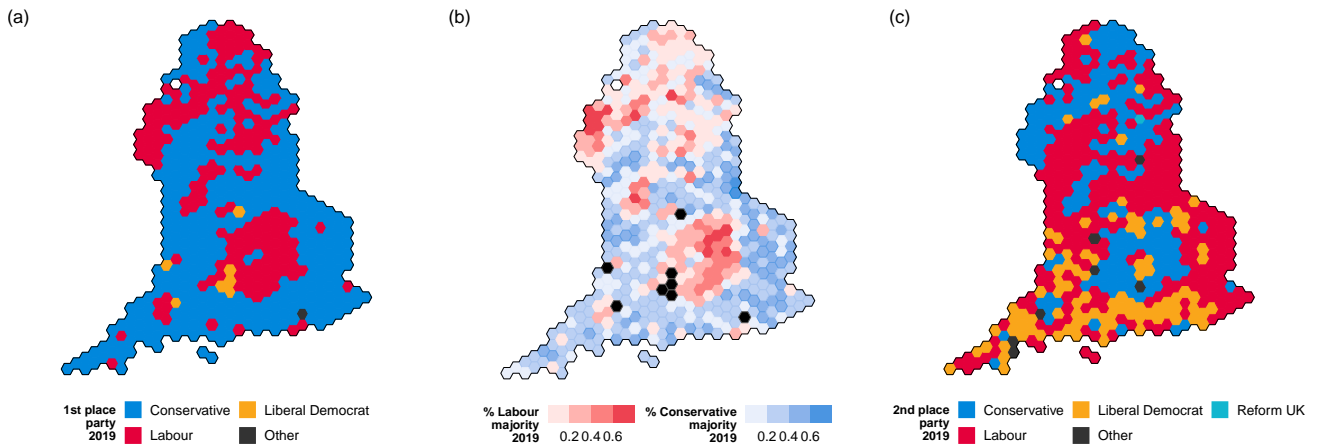 (a)
(b)
(c)
1st place party 2019
Conservative
Liberal Democrat
Labour
Other
% Labour majority 2019
0.2 0.4 0.6
% Conservative majority 2019
0.2 0.4 0.6
2nd place party 2019
Conservative
Liberal Democrat
Reform UK
Labour
Other